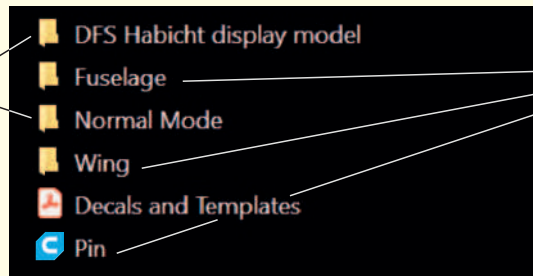 DFS Habicht display model
Fuselage
Normal Mode
Wing
Decals and Templates
Pin